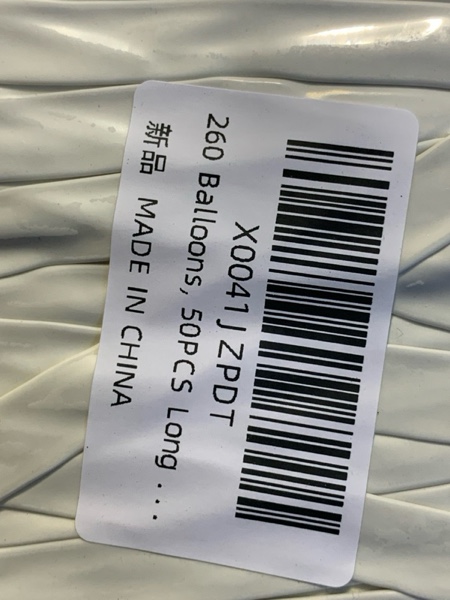 X0041JZPDT
260 Balloons, 50PCS Long ...
新品 MADE IN CHINA